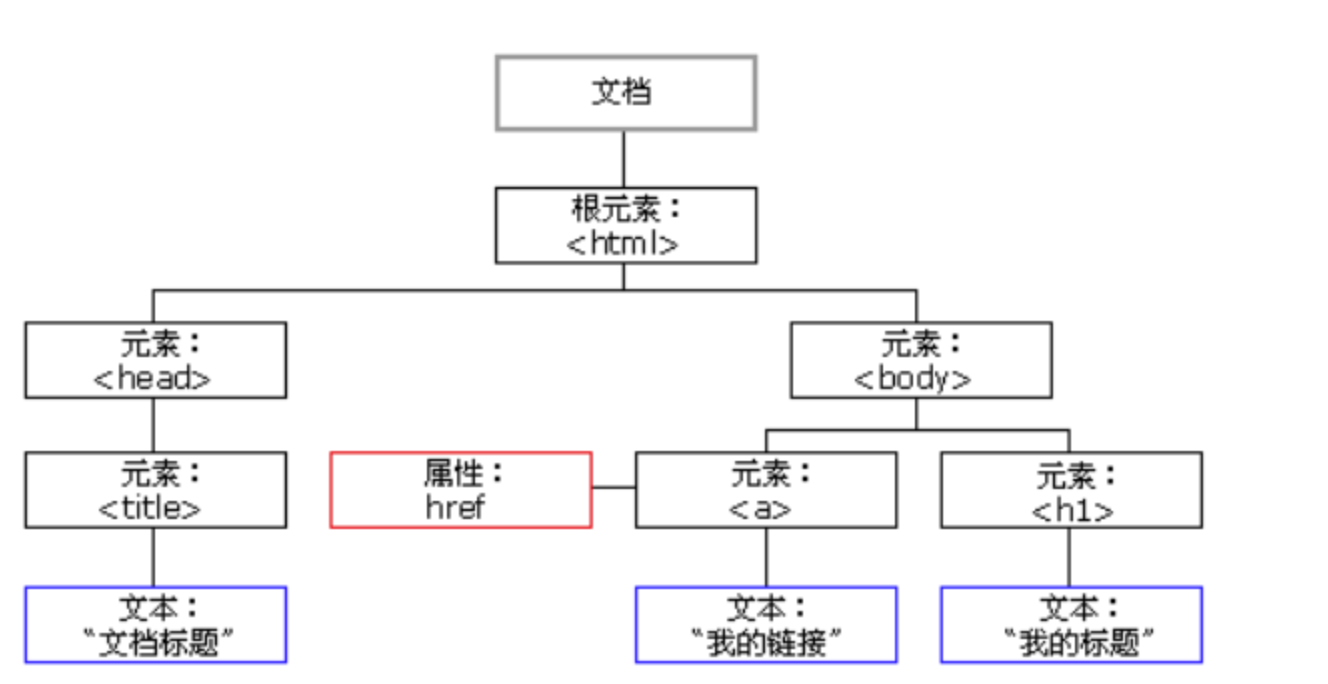 文档
根元素：
<html>
元素：
<head>
元素：
<body>
元素：
<title>
属性：
href
元素：
<a>
元素：
<h1>
文本：
“文档标题”
文本：
“我的链接”
文本：
“我的标题”